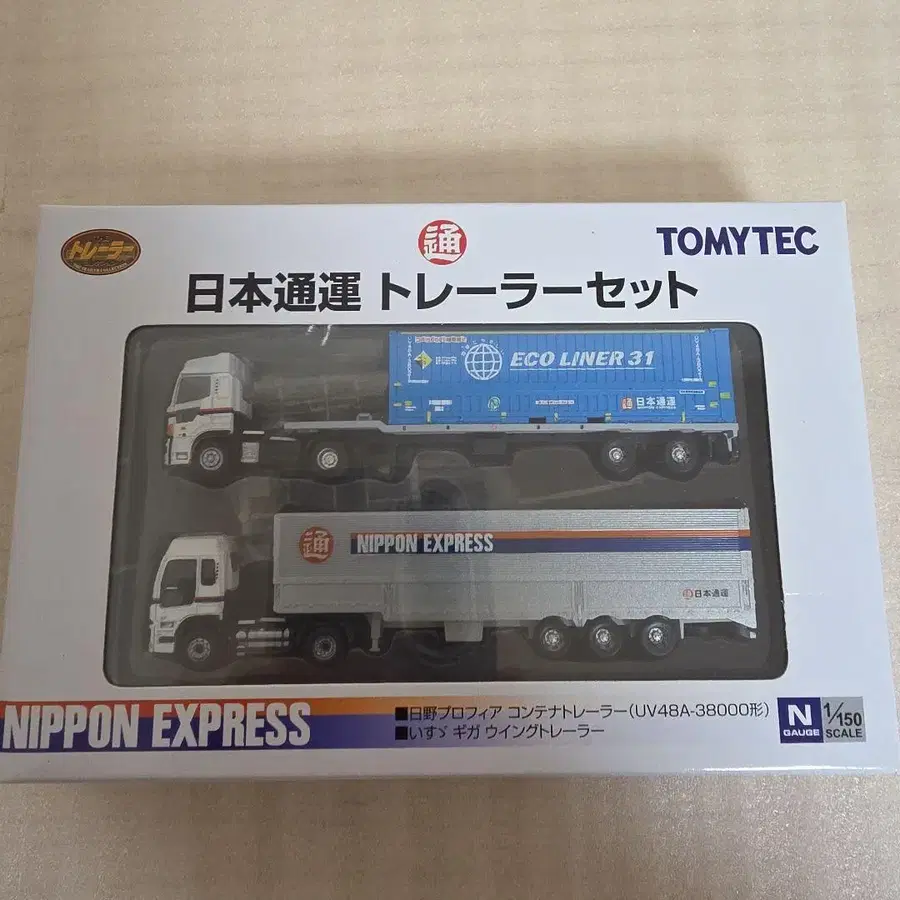 トレーラー
通
TOMYTEC
日本通運 トレーラーセット
ECO LINER 31
通 日本通運
NIPPON EXPRESS
通 NIPPON EXPRESS
通 日本通運
NIPPON EXPRESS
■日野プロフィア コンテナトレーラー(UV48A-38000形)
■いすゞ ギガ ウイングトレーラー
N
GAUGE
1/150
SCALE